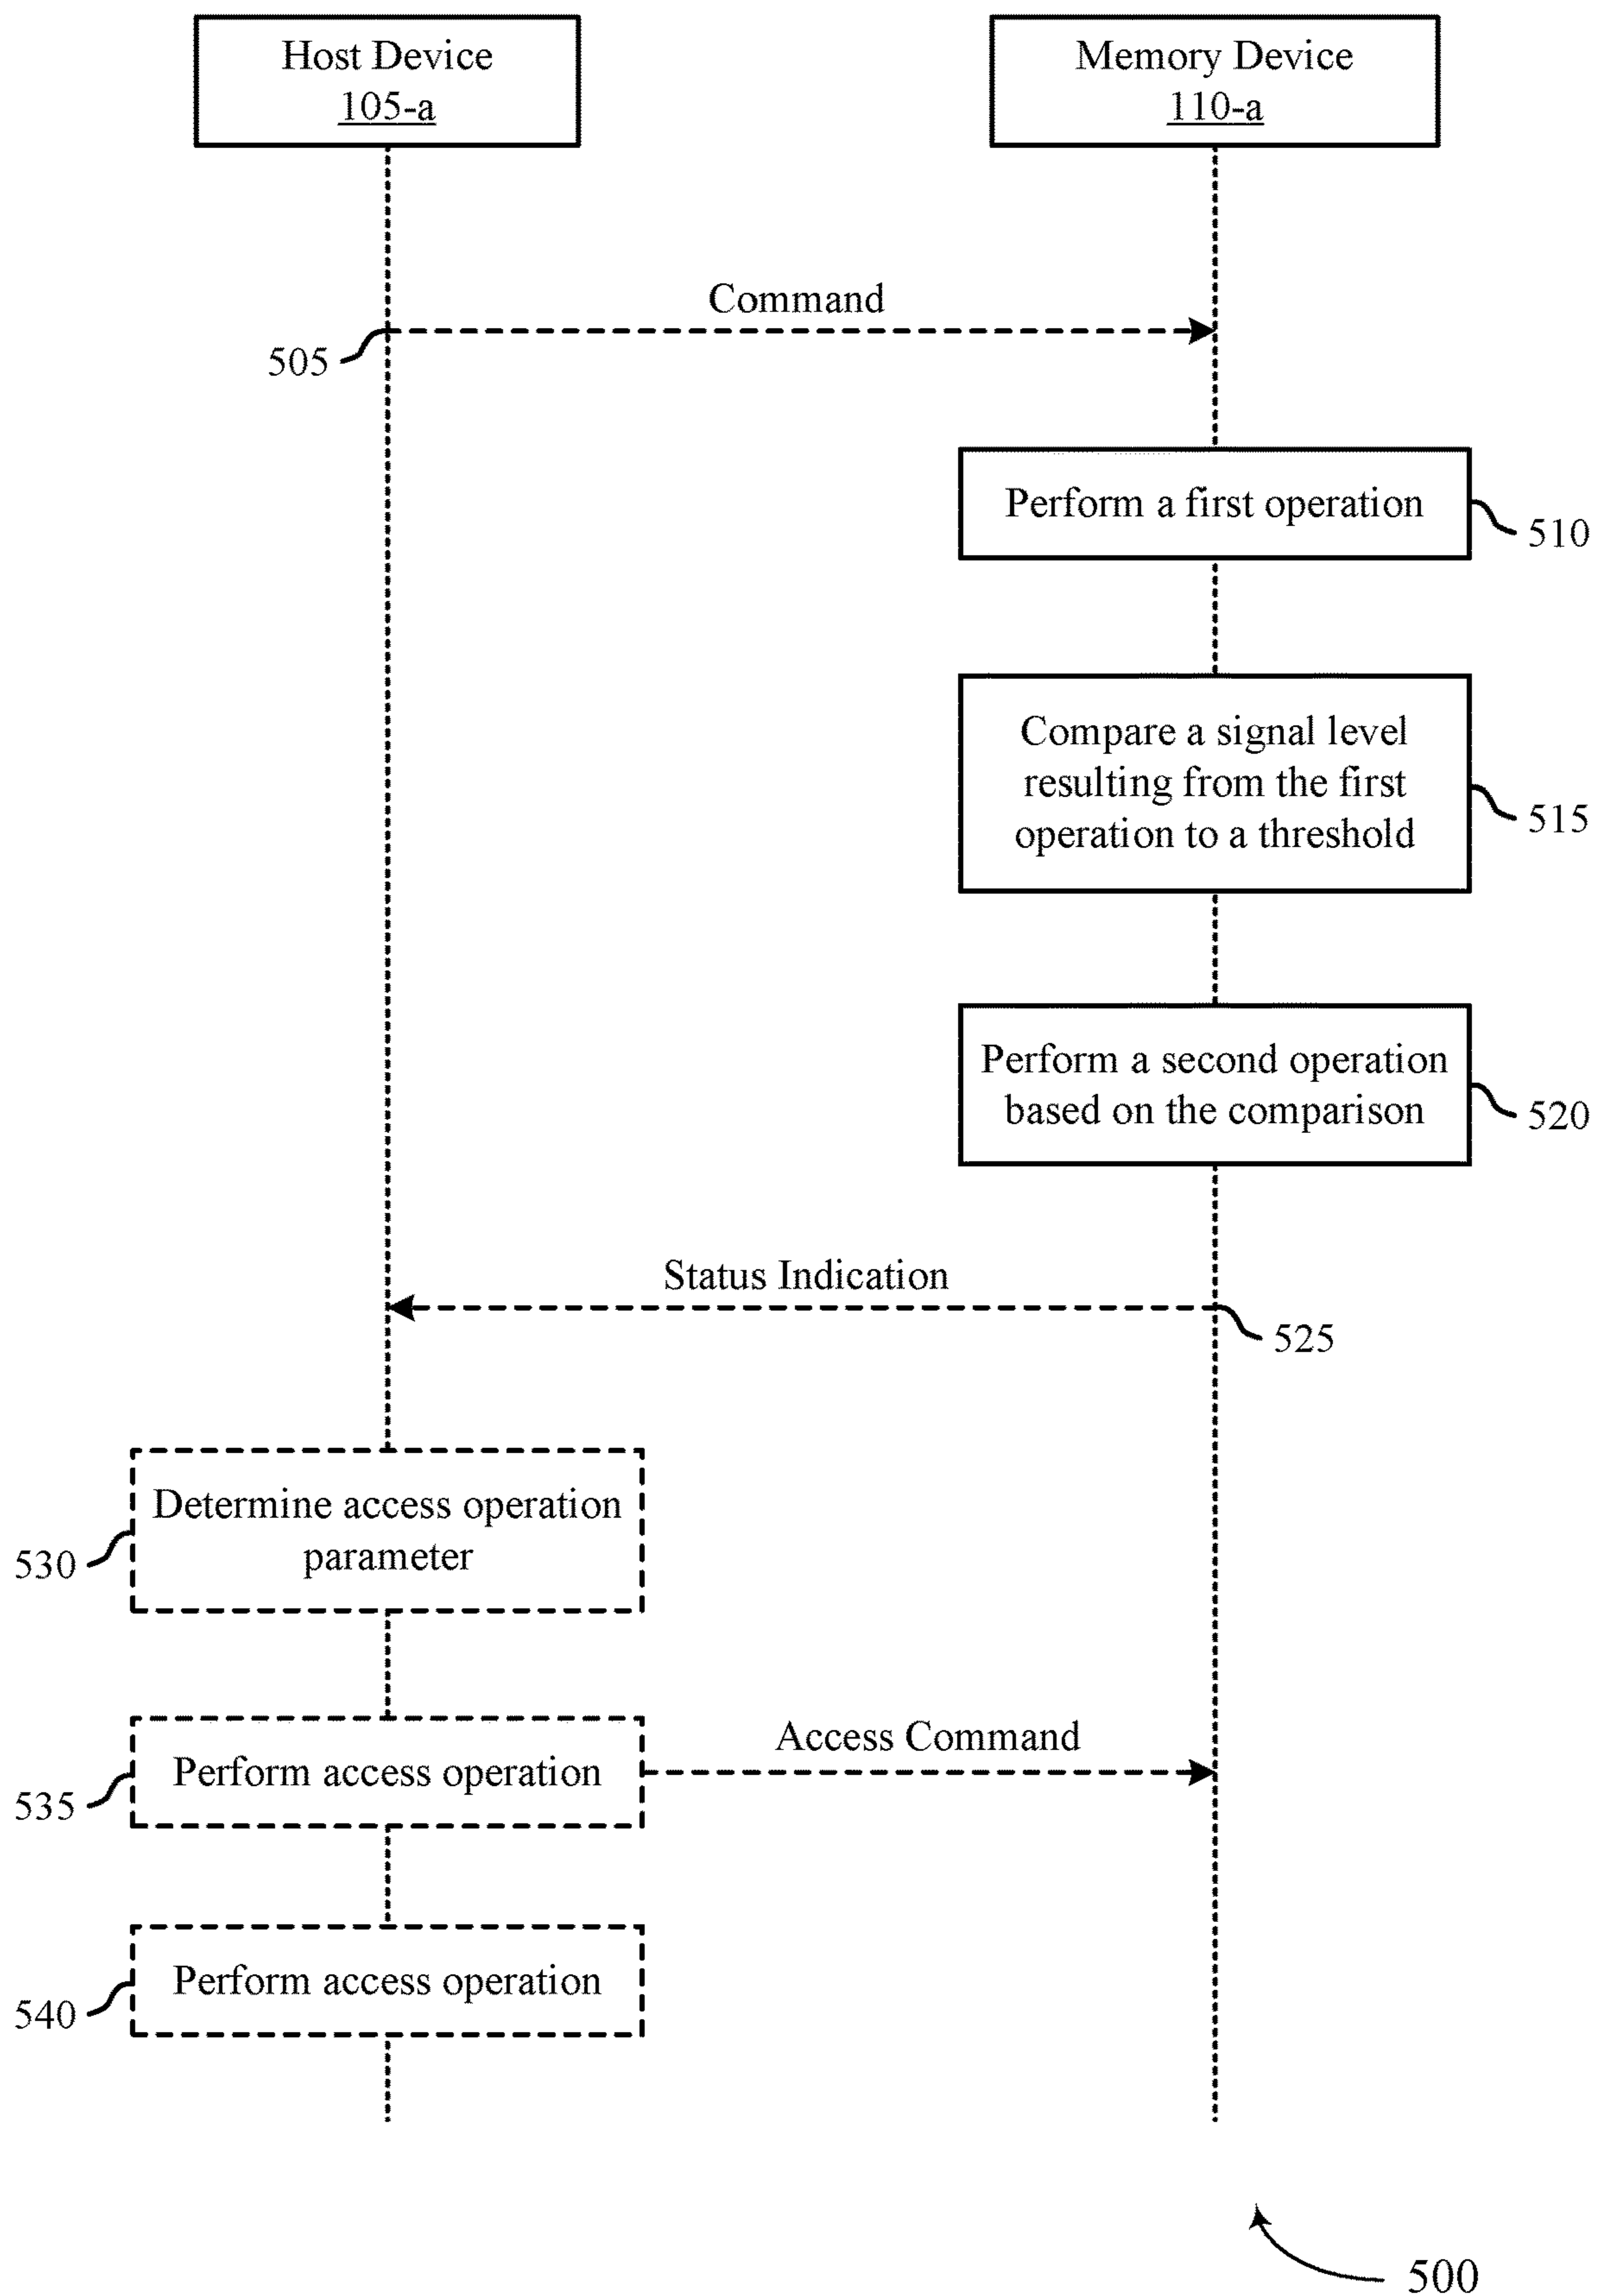 Host Device
105-a
Memory Device
110-a
Command
505
Perform a first operation
510
Compare a signal level
resulting from the first
operation to a threshold
515
Perform a second operation
based on the comparison
520
Status Indication
525
Determine access operation
parameter
530
Perform access operation
535
Access Command
Perform access operation
540
500